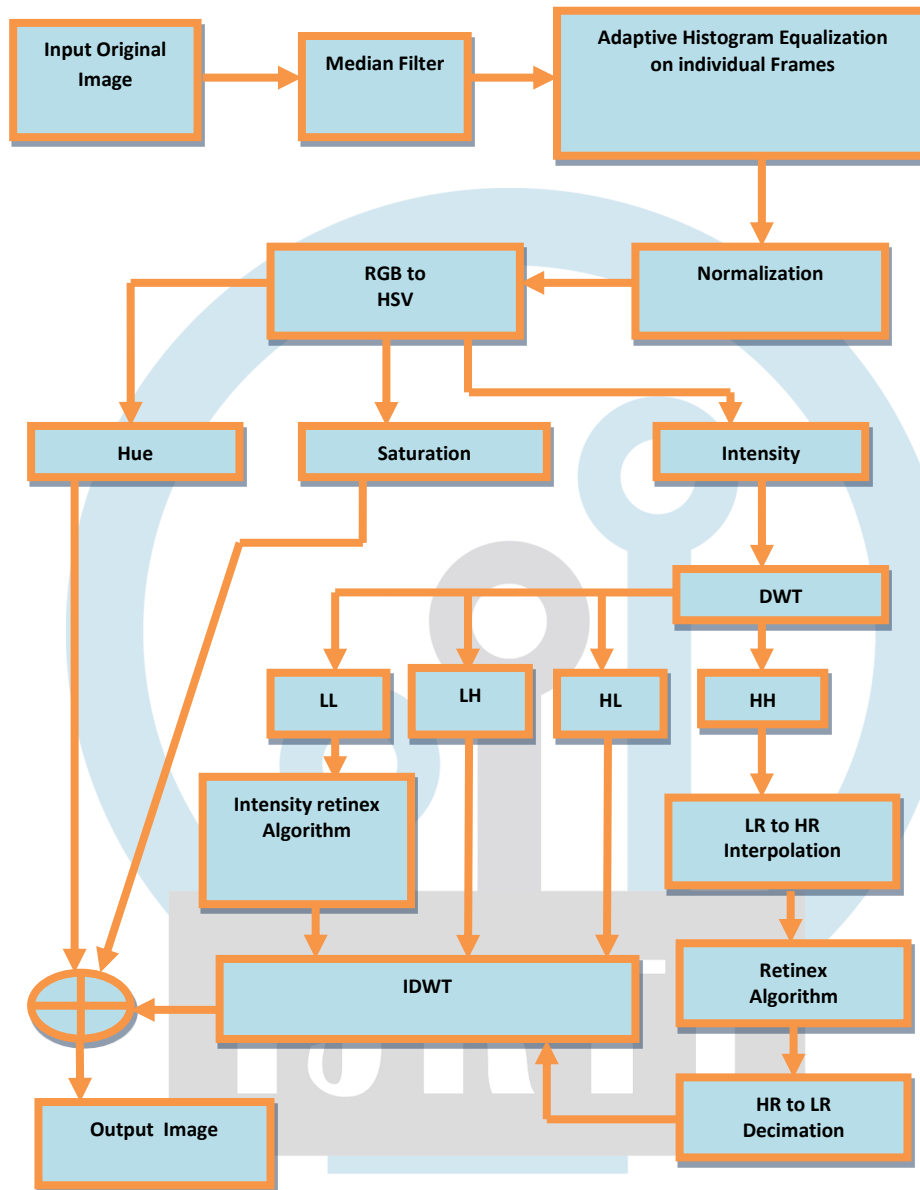 Input Original
Image
Median Filter
Adaptive Histogram Equalization
on individual Frames
RGB to
HSV
Normalization
Hue
Saturation
Intensity
DWT
LL
LH
HL
HH
Intensity retinex
Algorithm
LR to HR
Interpolation
IDWT
Retinex
Algorithm
HR to LR
Decimation
Output Image